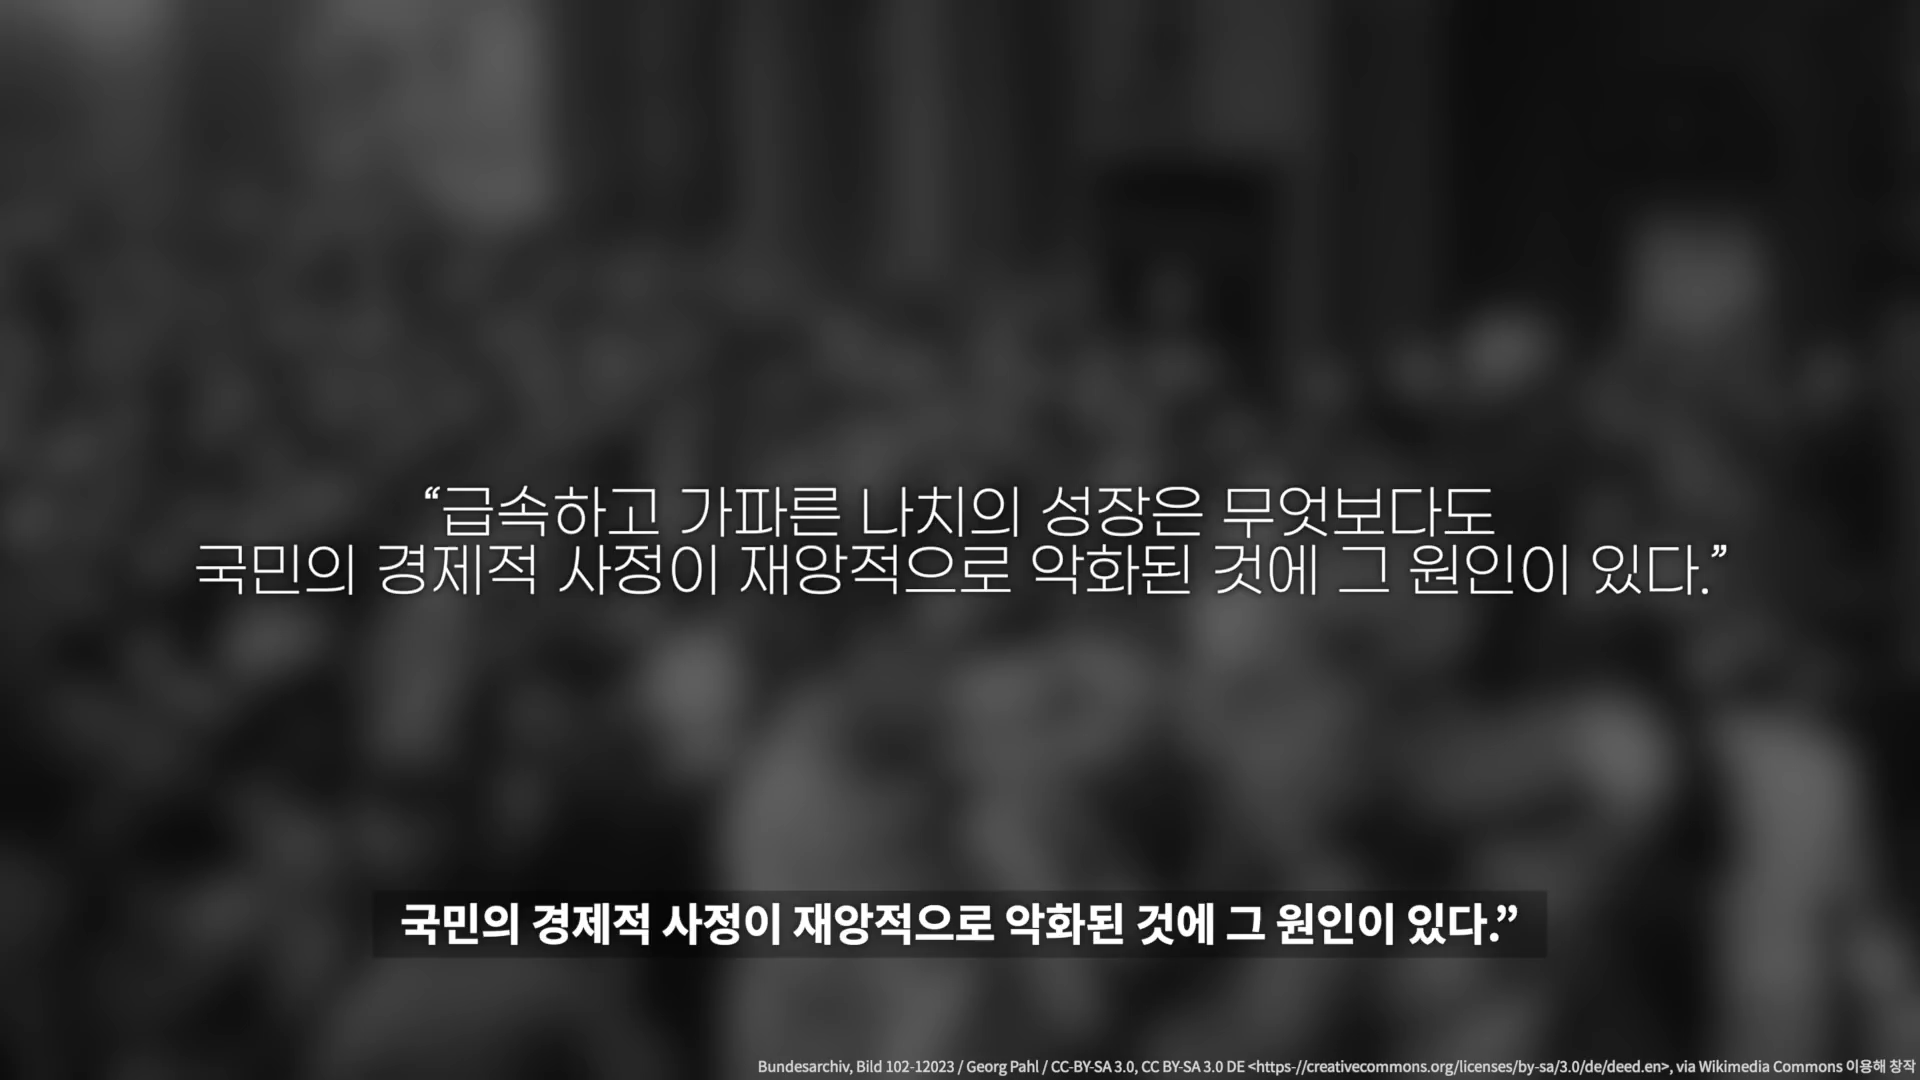 “급속하고 가파른 나치의 성장은 무엇보다도
국민의 경제적 사정이 재앙적으로 악화된 것에 그 원인이 있다.”
국민의 경제적 사정이 재앙적으로 악화된 것에 그 원인이 있다.”
Bundesarchiv, Bild 102-12023 / Georg Pahl / CC-BY-SA 3.0, CC BY-SA 3.0 DE <https-//creativecommons.org/licenses/by-sa/3.0/de/deed.en>, via Wikimedia Commons 이용해 창작